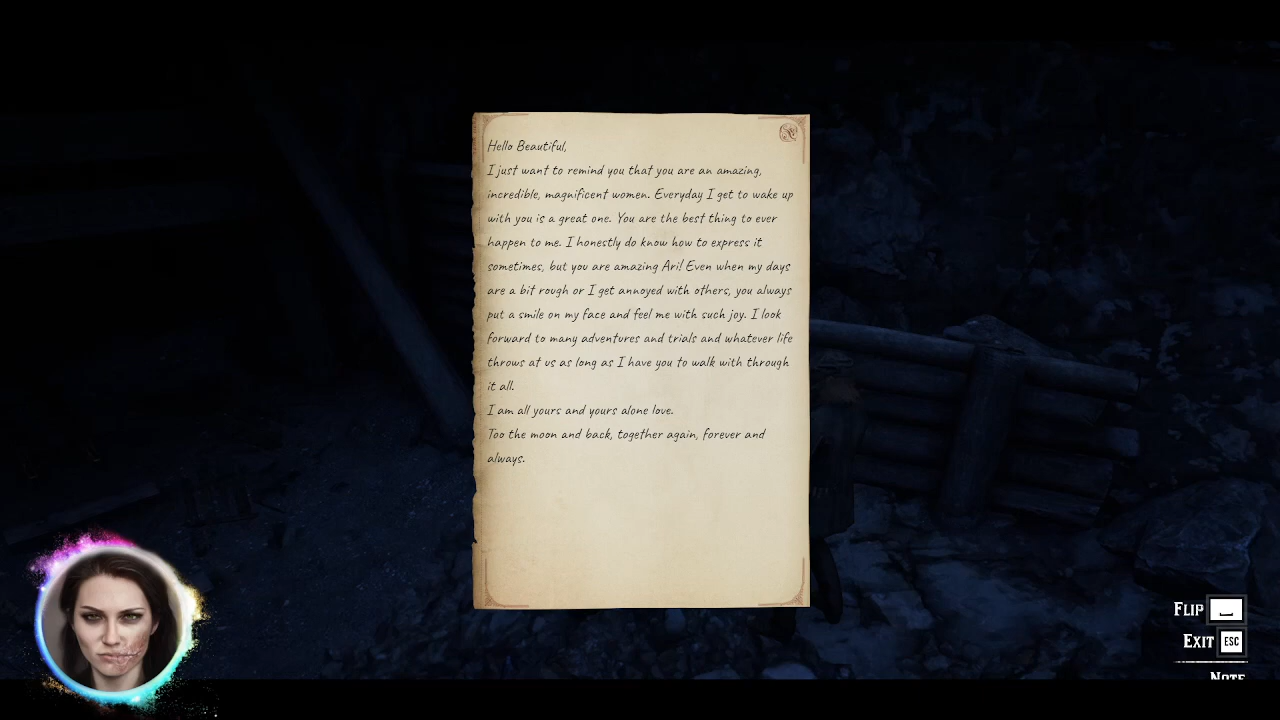 Hello Beautiful,
I just want to remind you that you are an amazing,
incredible, magnificent women. Everyday I get to wake up
with you is a great one. You are the best thing to ever
happen to me. I honestly do know how to express it
sometimes, but you are amazing Ari! Even when my days
are a bit rough or I get annoyed with others, you always
put a smile on my face and feel me with such joy. I look
forward to many adventures and trials and whatever life
throws at us as long as I have you to walk with through
it all.
I am all yours and yours alone love.
Too the moon and back, together again, forever and
always.
Flip
Exit ESC
Note